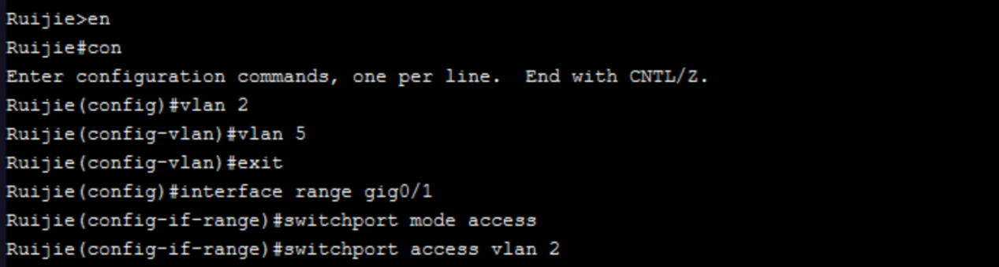 Ruijie>en
Ruijie#con
Enter configuration commands, one per line.  End with CNTL/Z.
Ruijie(config)#vlan 2
Ruijie(config-vlan)#vlan 5
Ruijie(config-vlan)#exit
Ruijie(config)#interface range gig0/1
Ruijie(config-if-range)#switchport mode access
Ruijie(config-if-range)#switchport access vlan 2